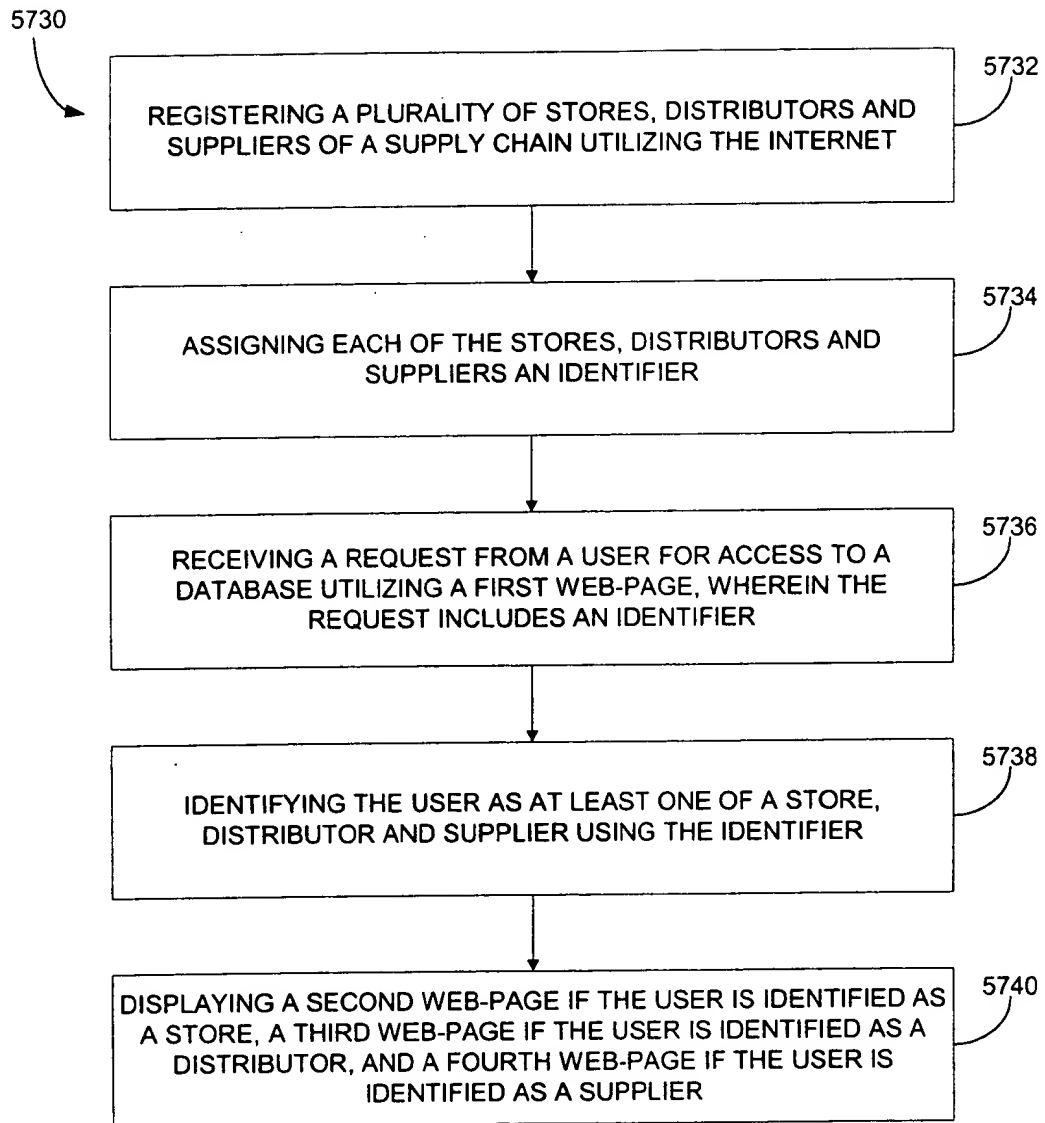 5730
5732
REGISTERING A PLURALITY OF STORES, DISTRIBUTORS AND
SUPPLIERS OF A SUPPLY CHAIN UTILIZING THE INTERNET
5734
ASSIGNING EACH OF THE STORES, DISTRIBUTORS AND
SUPPLIERS AN IDENTIFIER
5736
RECEIVING A REQUEST FROM A USER FOR ACCESS TO A
DATABASE UTILIZING A FIRST WEB-PAGE, WHEREIN THE
REQUEST INCLUDES AN IDENTIFIER
5738
IDENTIFYING THE USER AS AT LEAST ONE OF A STORE,
DISTRIBUTOR AND SUPPLIER USING THE IDENTIFIER
5740
DISPLAYING A SECOND WEB-PAGE IF THE USER IS IDENTIFIED AS
A STORE, A THIRD WEB-PAGE IF THE USER IS IDENTIFIED AS A
DISTRIBUTOR, AND A FOURTH WEB-PAGE IF THE USER IS
IDENTIFIED AS A SUPPLIER